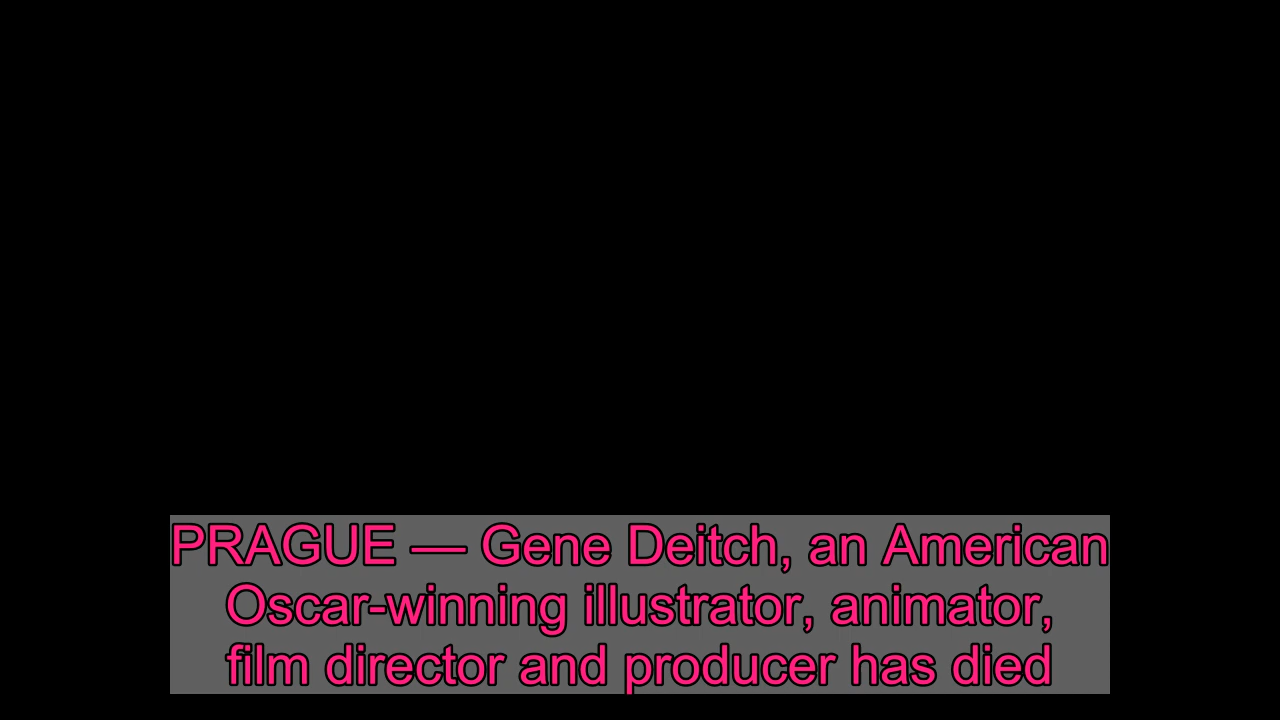 PRAGUE — Gene Deitch, an American
Oscar-winning illustrator, animator,
film director and producer has died